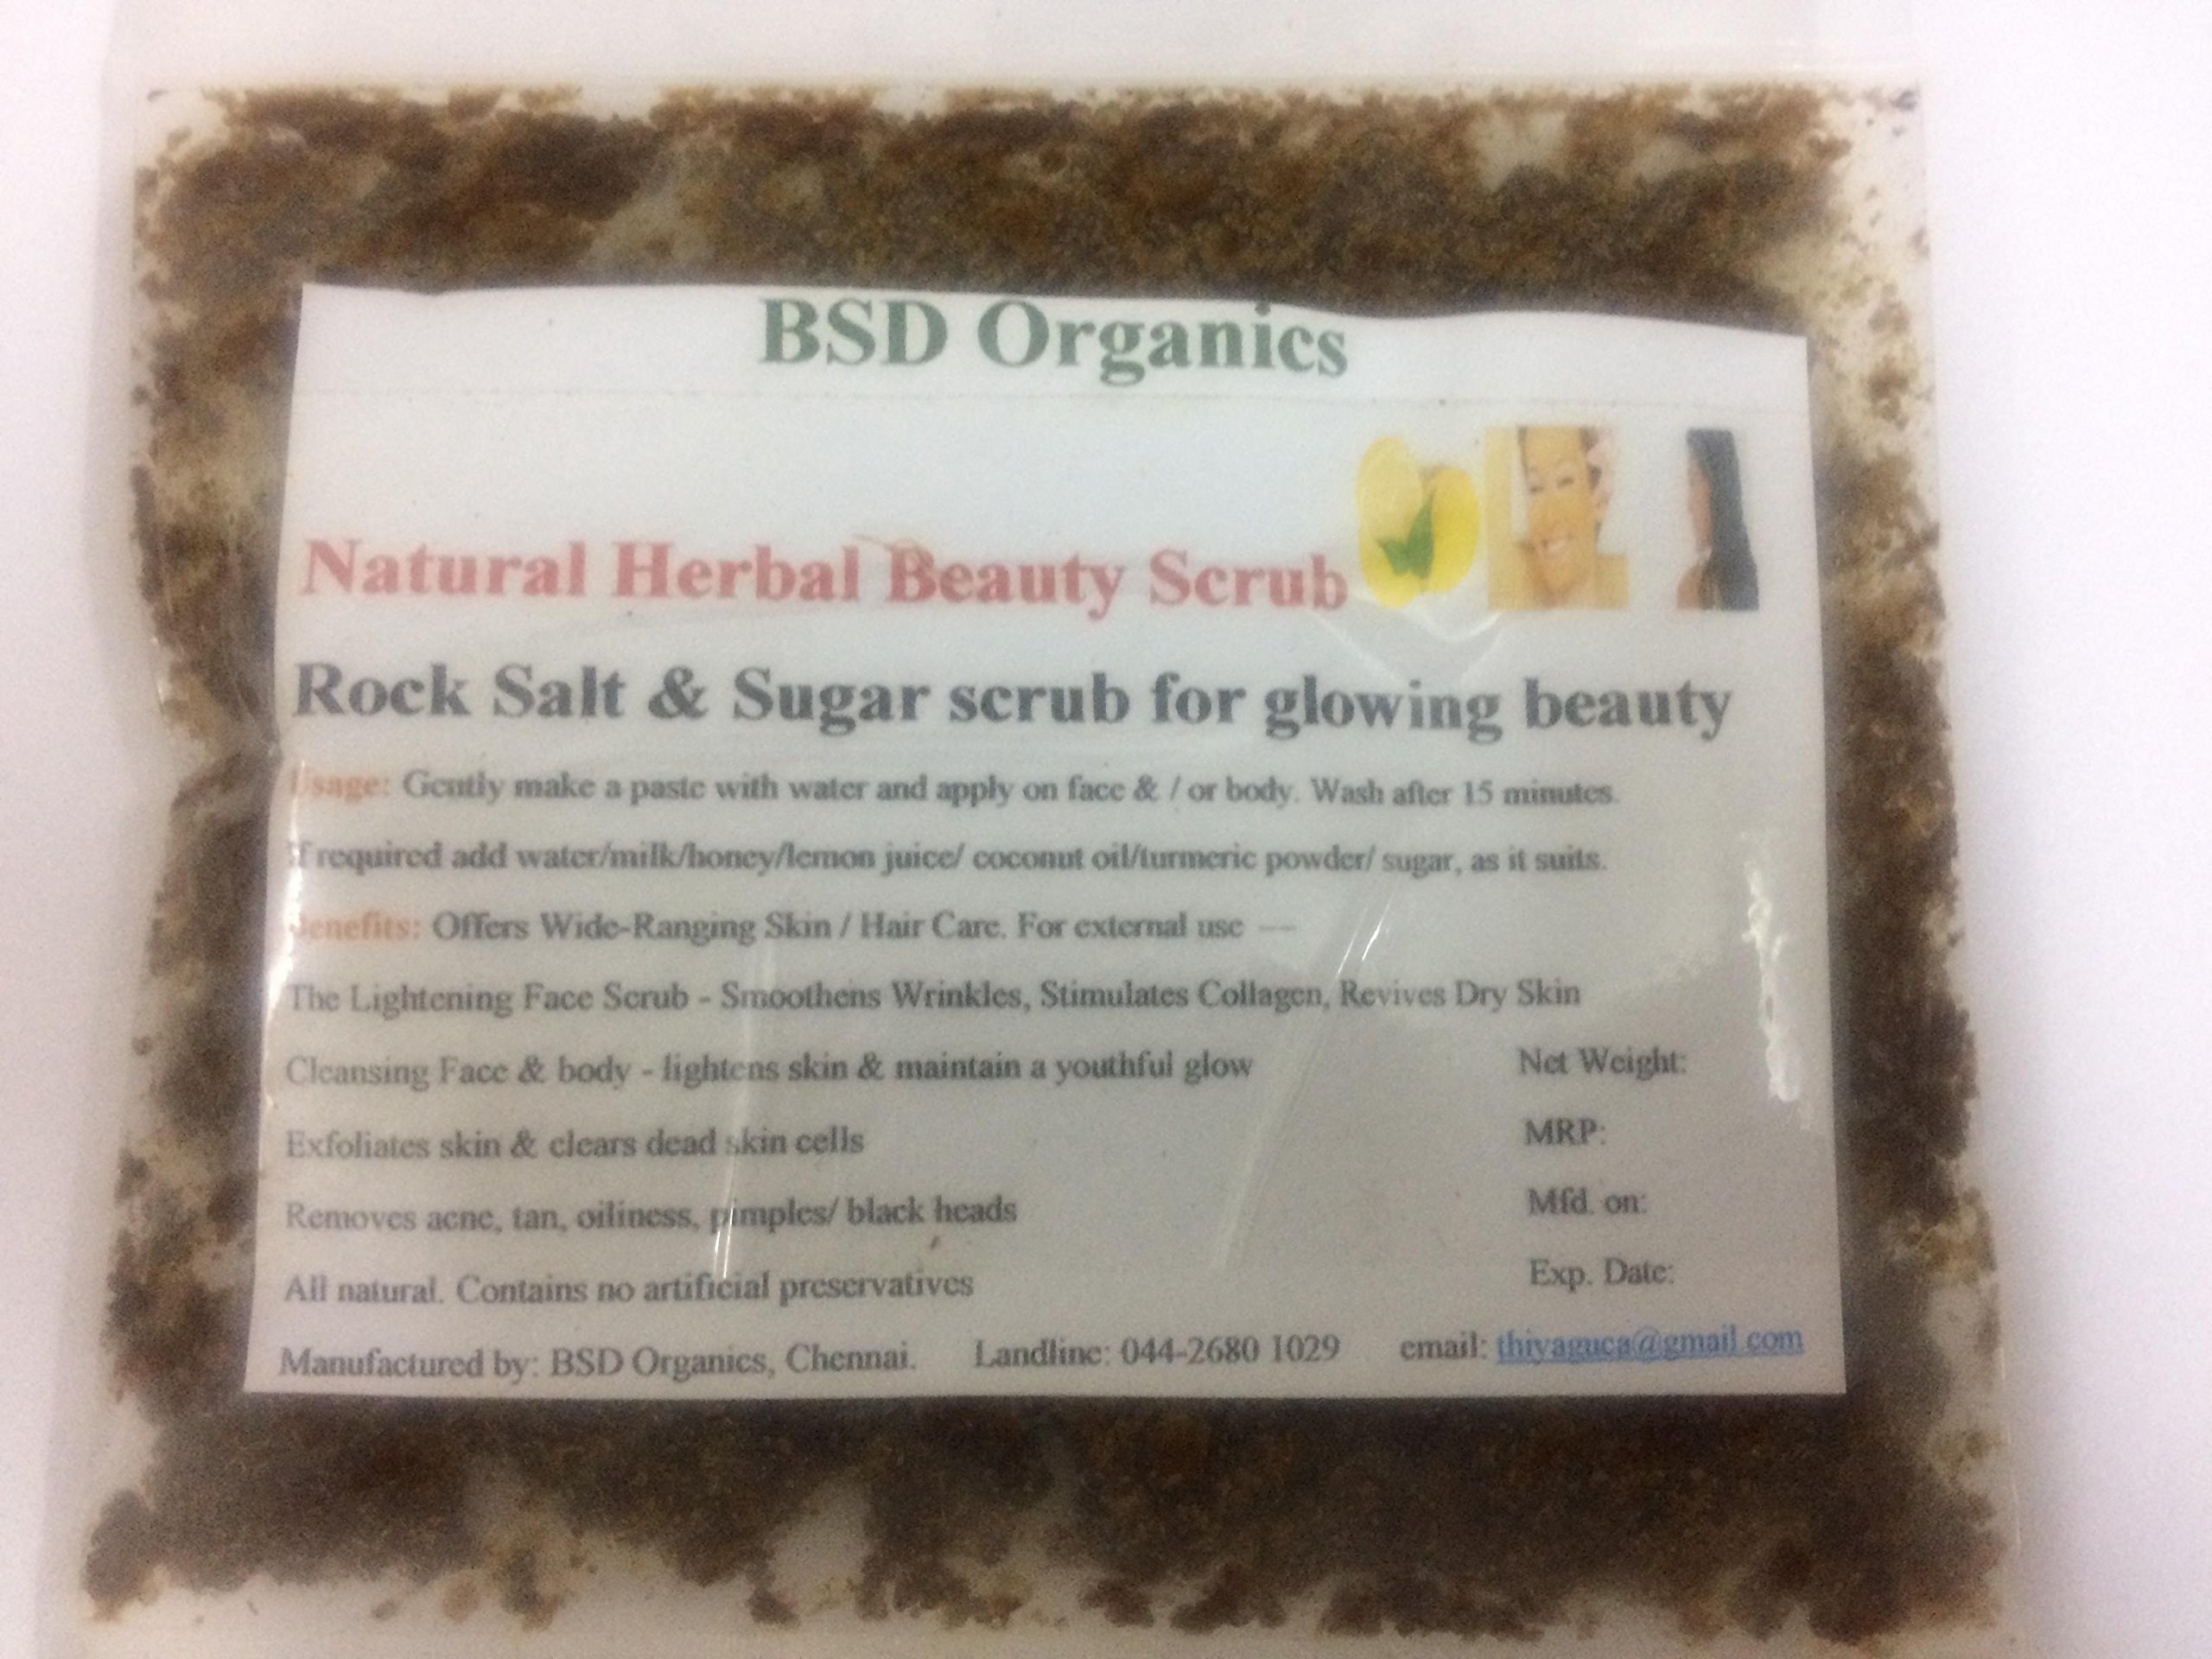 BSD Organics
Natural Herbal Beauty Scrub
Rock Salt & Sugar scrub for glowing beauty
Usage: Gently make a paste with water and apply on face & / or body. Wash after 15 minutes.
If required add water/milk/honey/lemon juice/ coconut oil/turmeric powder/ sugar, as it suits.
Benefits: Offers Wide-Ranging Skin / Hair Care. For external use —
The Lightening Face Scrub - Smoothens Wrinkles, Stimulates Collagen, Revives Dry Skin
Cleansing Face & body - lightens skin & maintain a youthful glow
Net Weight:
Exfoliates skin & clears dead skin cells
MRP:
Removes acne, tan, oiliness, pimples/ black heads
Mfd. on:
All natural. Contains no artificial preservatives
Exp. Date:
Manufactured by: BSD Organics, Chennai. Landline: 044-2680 1029 email: thiyaguca@gmail.com